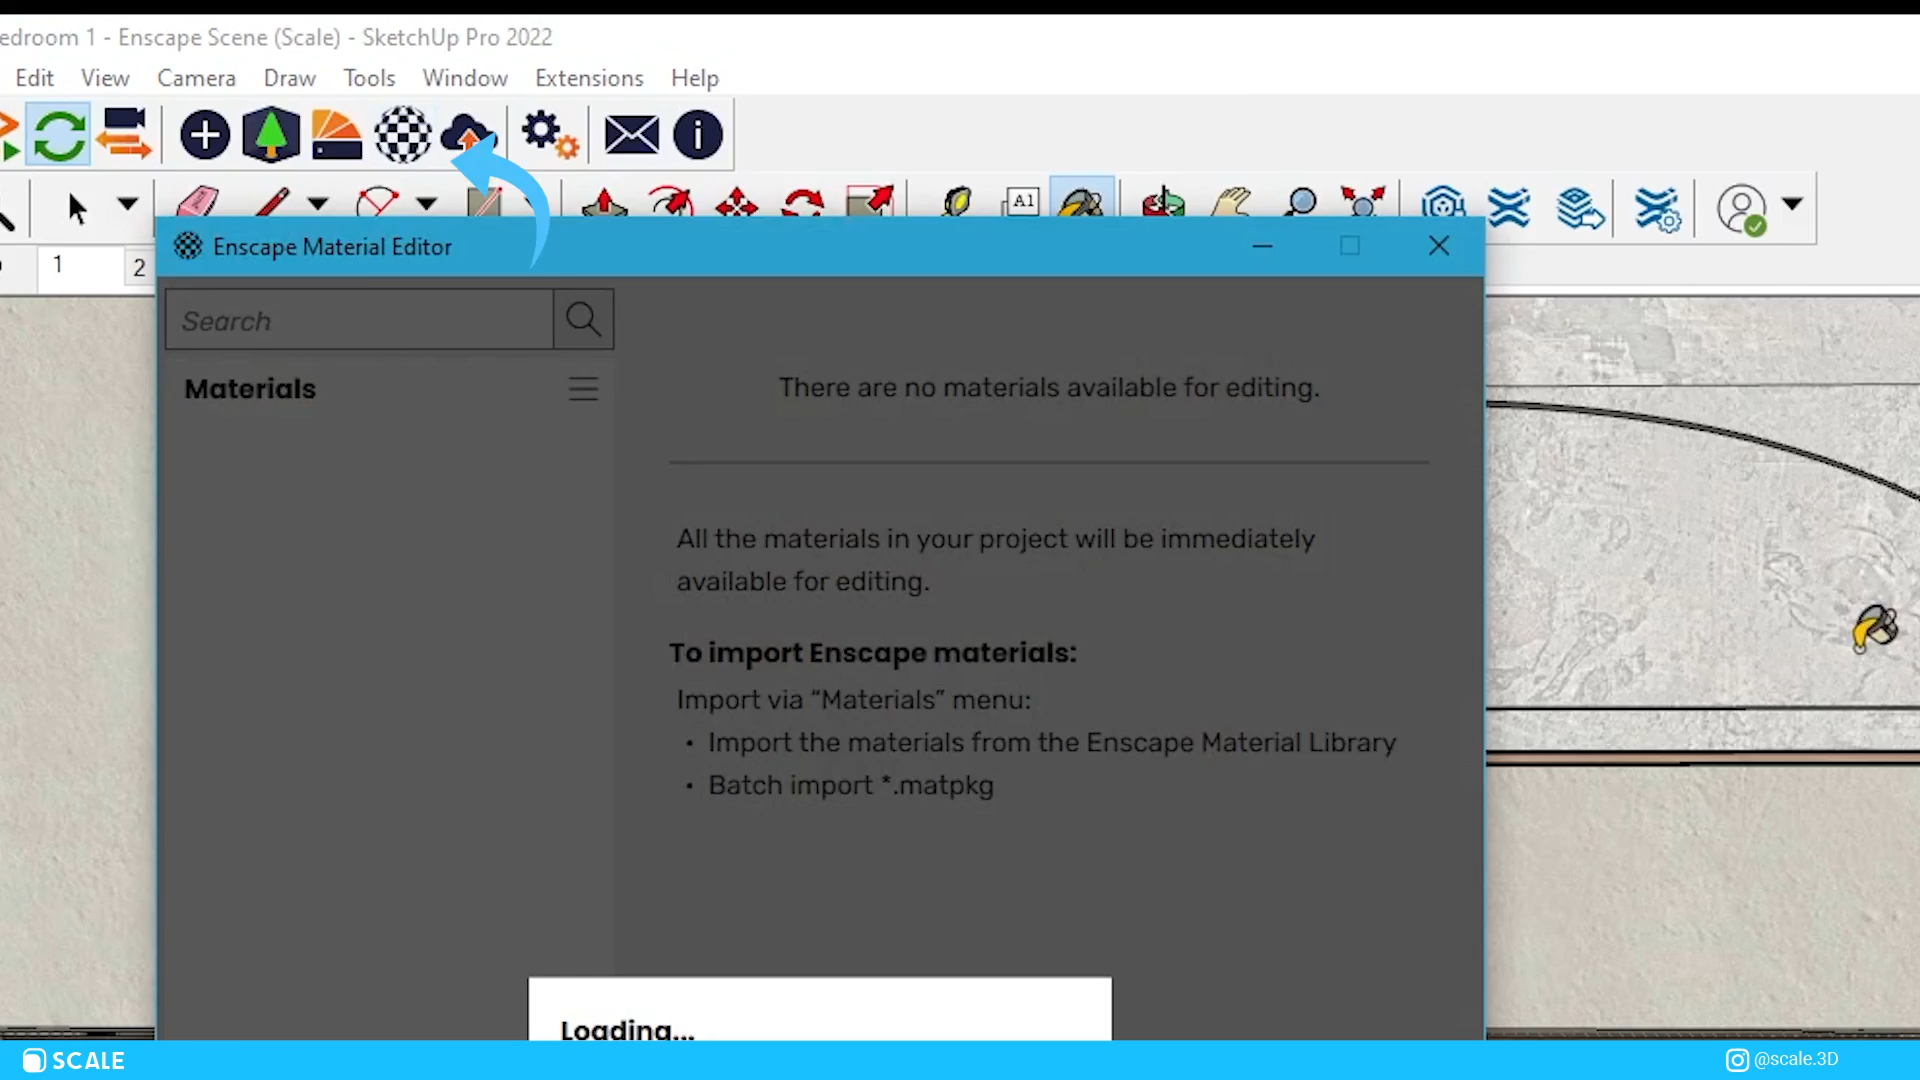 edroom 1 - Enscape Scene (Scale) - SketchUp Pro 2022
Edit View Camera Draw Tools Window Extensions Help
A1
1 2
Enscape Material Editor
Search
Materials
There are no materials available for editing.
All the materials in your project will be immediately
available for editing.
To import Enscape materials:
Import via “Materials” menu:
• Import the materials from the Enscape Material Library
• Batch import *.matpkg
Loading...
SCALE
@scale.3D